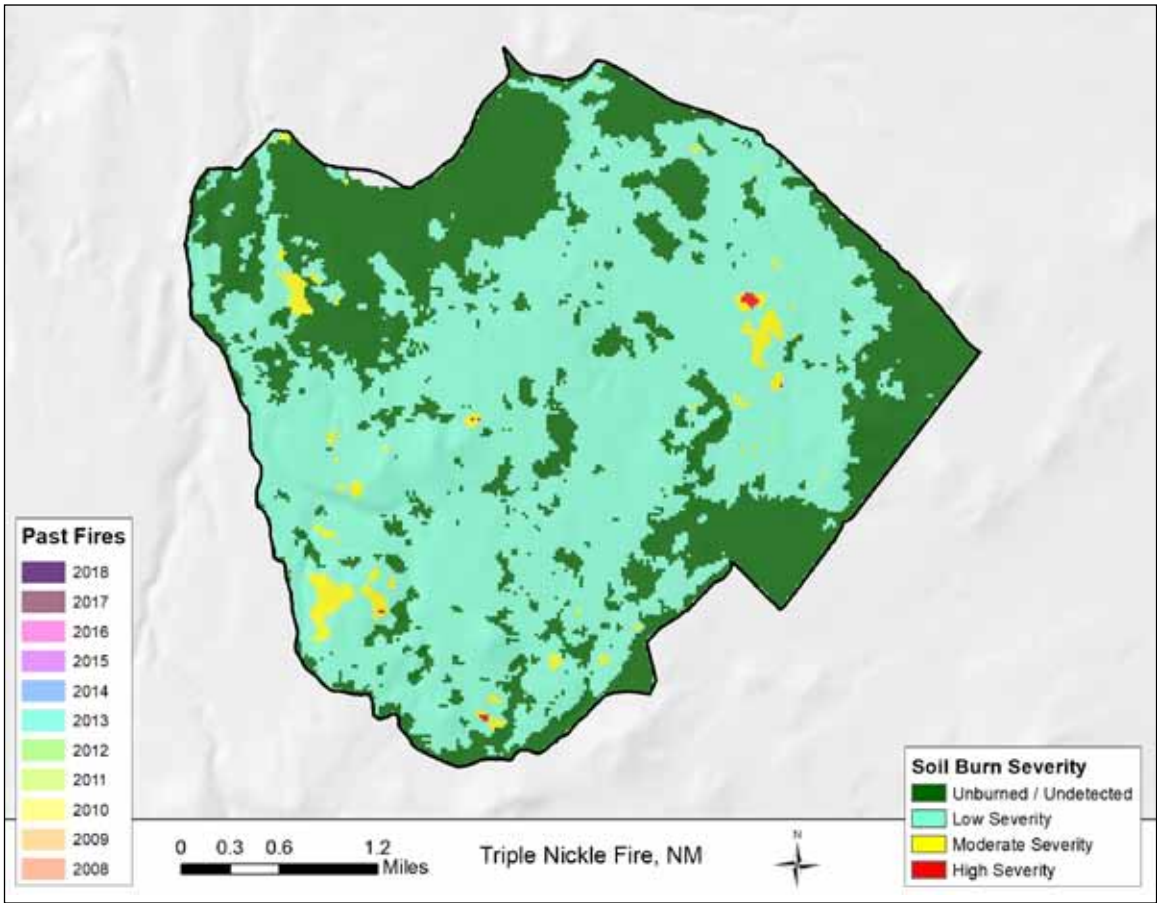 Past Fires
2018
2017
2016
2015
2014
2013
2012
2011
2010
2009
2008
0 0.3 0.6 1.2
Miles
Triple Nickle Fire, NM
N
Soil Burn Severity
Unburned / Undetected
Low Severity
Moderate Severity
High Severity